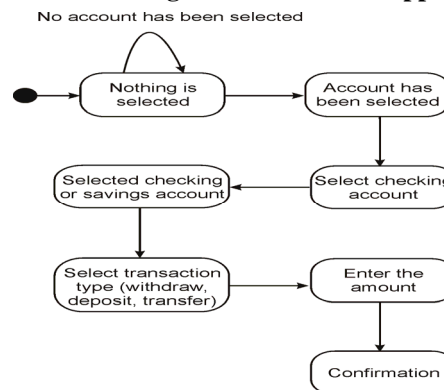 No account has been selected
Nothing is
selected
Account has
been selected
Selected checking
or savings account
Select checking
account
Select transaction
type (withdraw,
deposit, transfer)
Enter the
amount
Confirmation